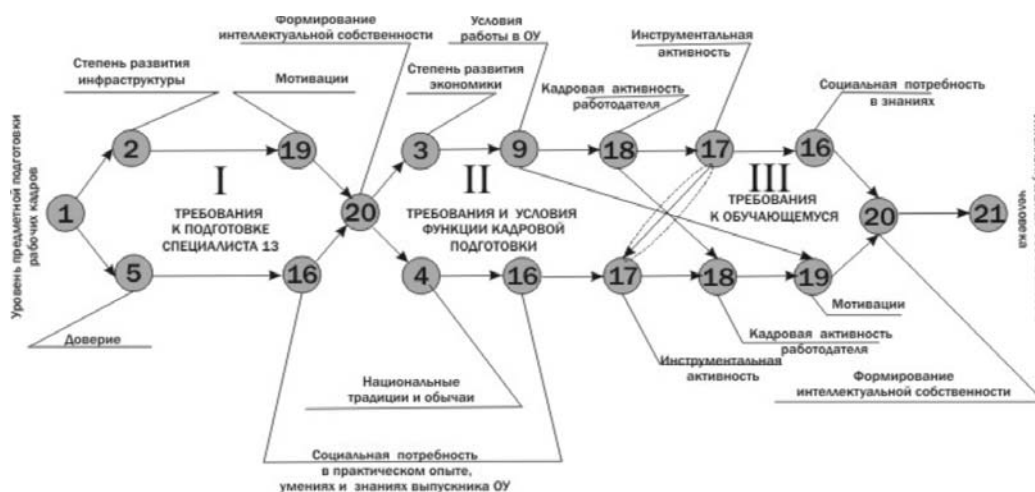 Формирование
интеллектуальной собственности
Условия
работы в ОУ
Инструментальная
активность
Степень развития
инфраструктуры
Мотивации
Степень развития
экономики
Кадровая активность
работодателя
Социальная потребность
в знаниях
2
19
3
9
18
17
16
I
II
III
Уровень предметной подготовки
рабочих кадров
1
ТРЕБОВАНИЯ
К ПОДГОТОВКЕ
СПЕЦИАЛИСТА 13
20
ТРЕБОВАНИЯ И УСЛОВИЯ
ФУНКЦИИ КАДРОВОЙ
ПОДГОТОВКИ
ТРЕБОВАНИЯ
К ОБУЧАЮЩЕМУСЯ
20
21
человека
5
16
4
16
17
18
19
Доверие
Мотивации
Кадровая активность
работодателя
Инструментальная
активность
Национальные
традиции и обычаи
Формирование
интеллектуальной собственности
Социальная потребность
в практическом опыте,
умениях и знаниях выпускника ОУ